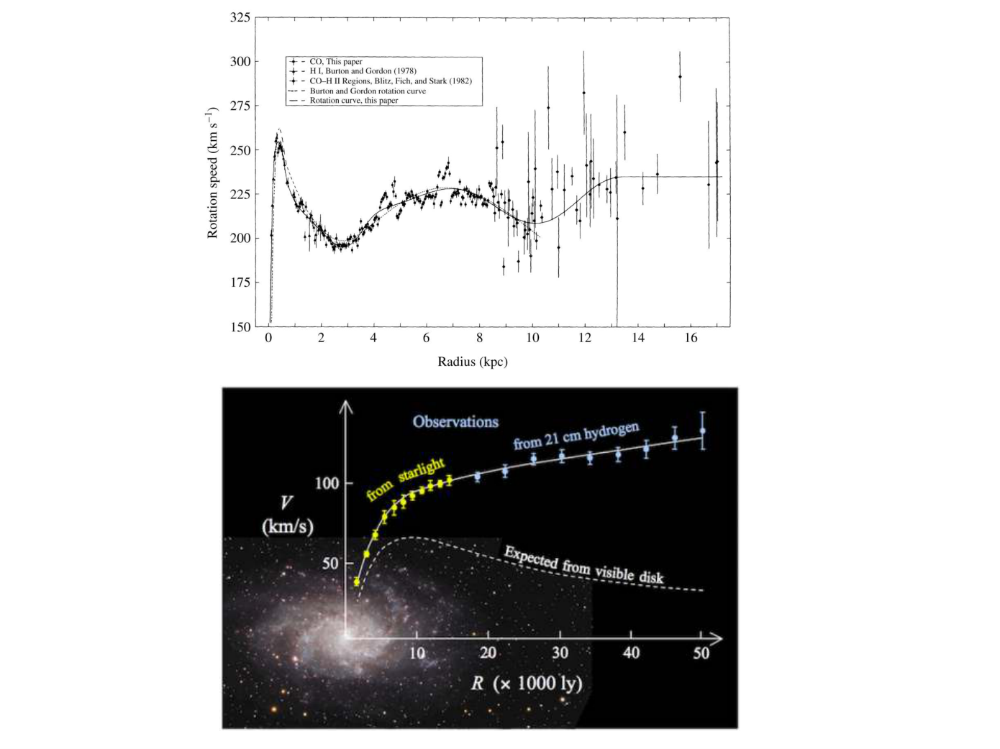 325
300
275
250
225
200
175
150
Rotation speed (km s⁻¹)
CO, This paper
H I, Burton and Gordon (1978)
CO–H II Regions, Blitz, Fich, and Stark (1982)
Burton and Gordon rotation curve
Rotation curve, this paper
0 2 4 6 8 10 12 14 16
Radius (kpc)
Observations
from 21 cm hydrogen
from starlight
100
V
(km/s)
50
Expected from visible disk
10 20 30 40 50
R (× 1000 ly)